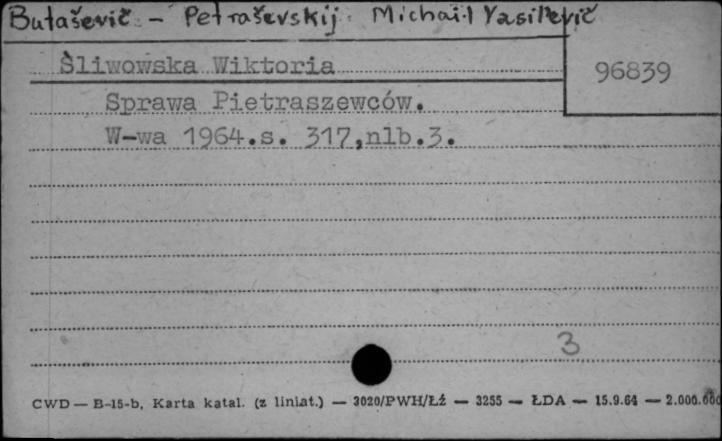 Butaševič - Petraševskij Michail Vasil'evič
Śliwowska Wiktoria
96839
Sprawa Pietraszewców.
W-wa 1964.s. 317,nlb.3.
3
CWD — B-15-b, Karta katal. (z liniat.) — 3020/PWH/Łź — 3255 — ŁDA — 15.9.64 — 2.000.000